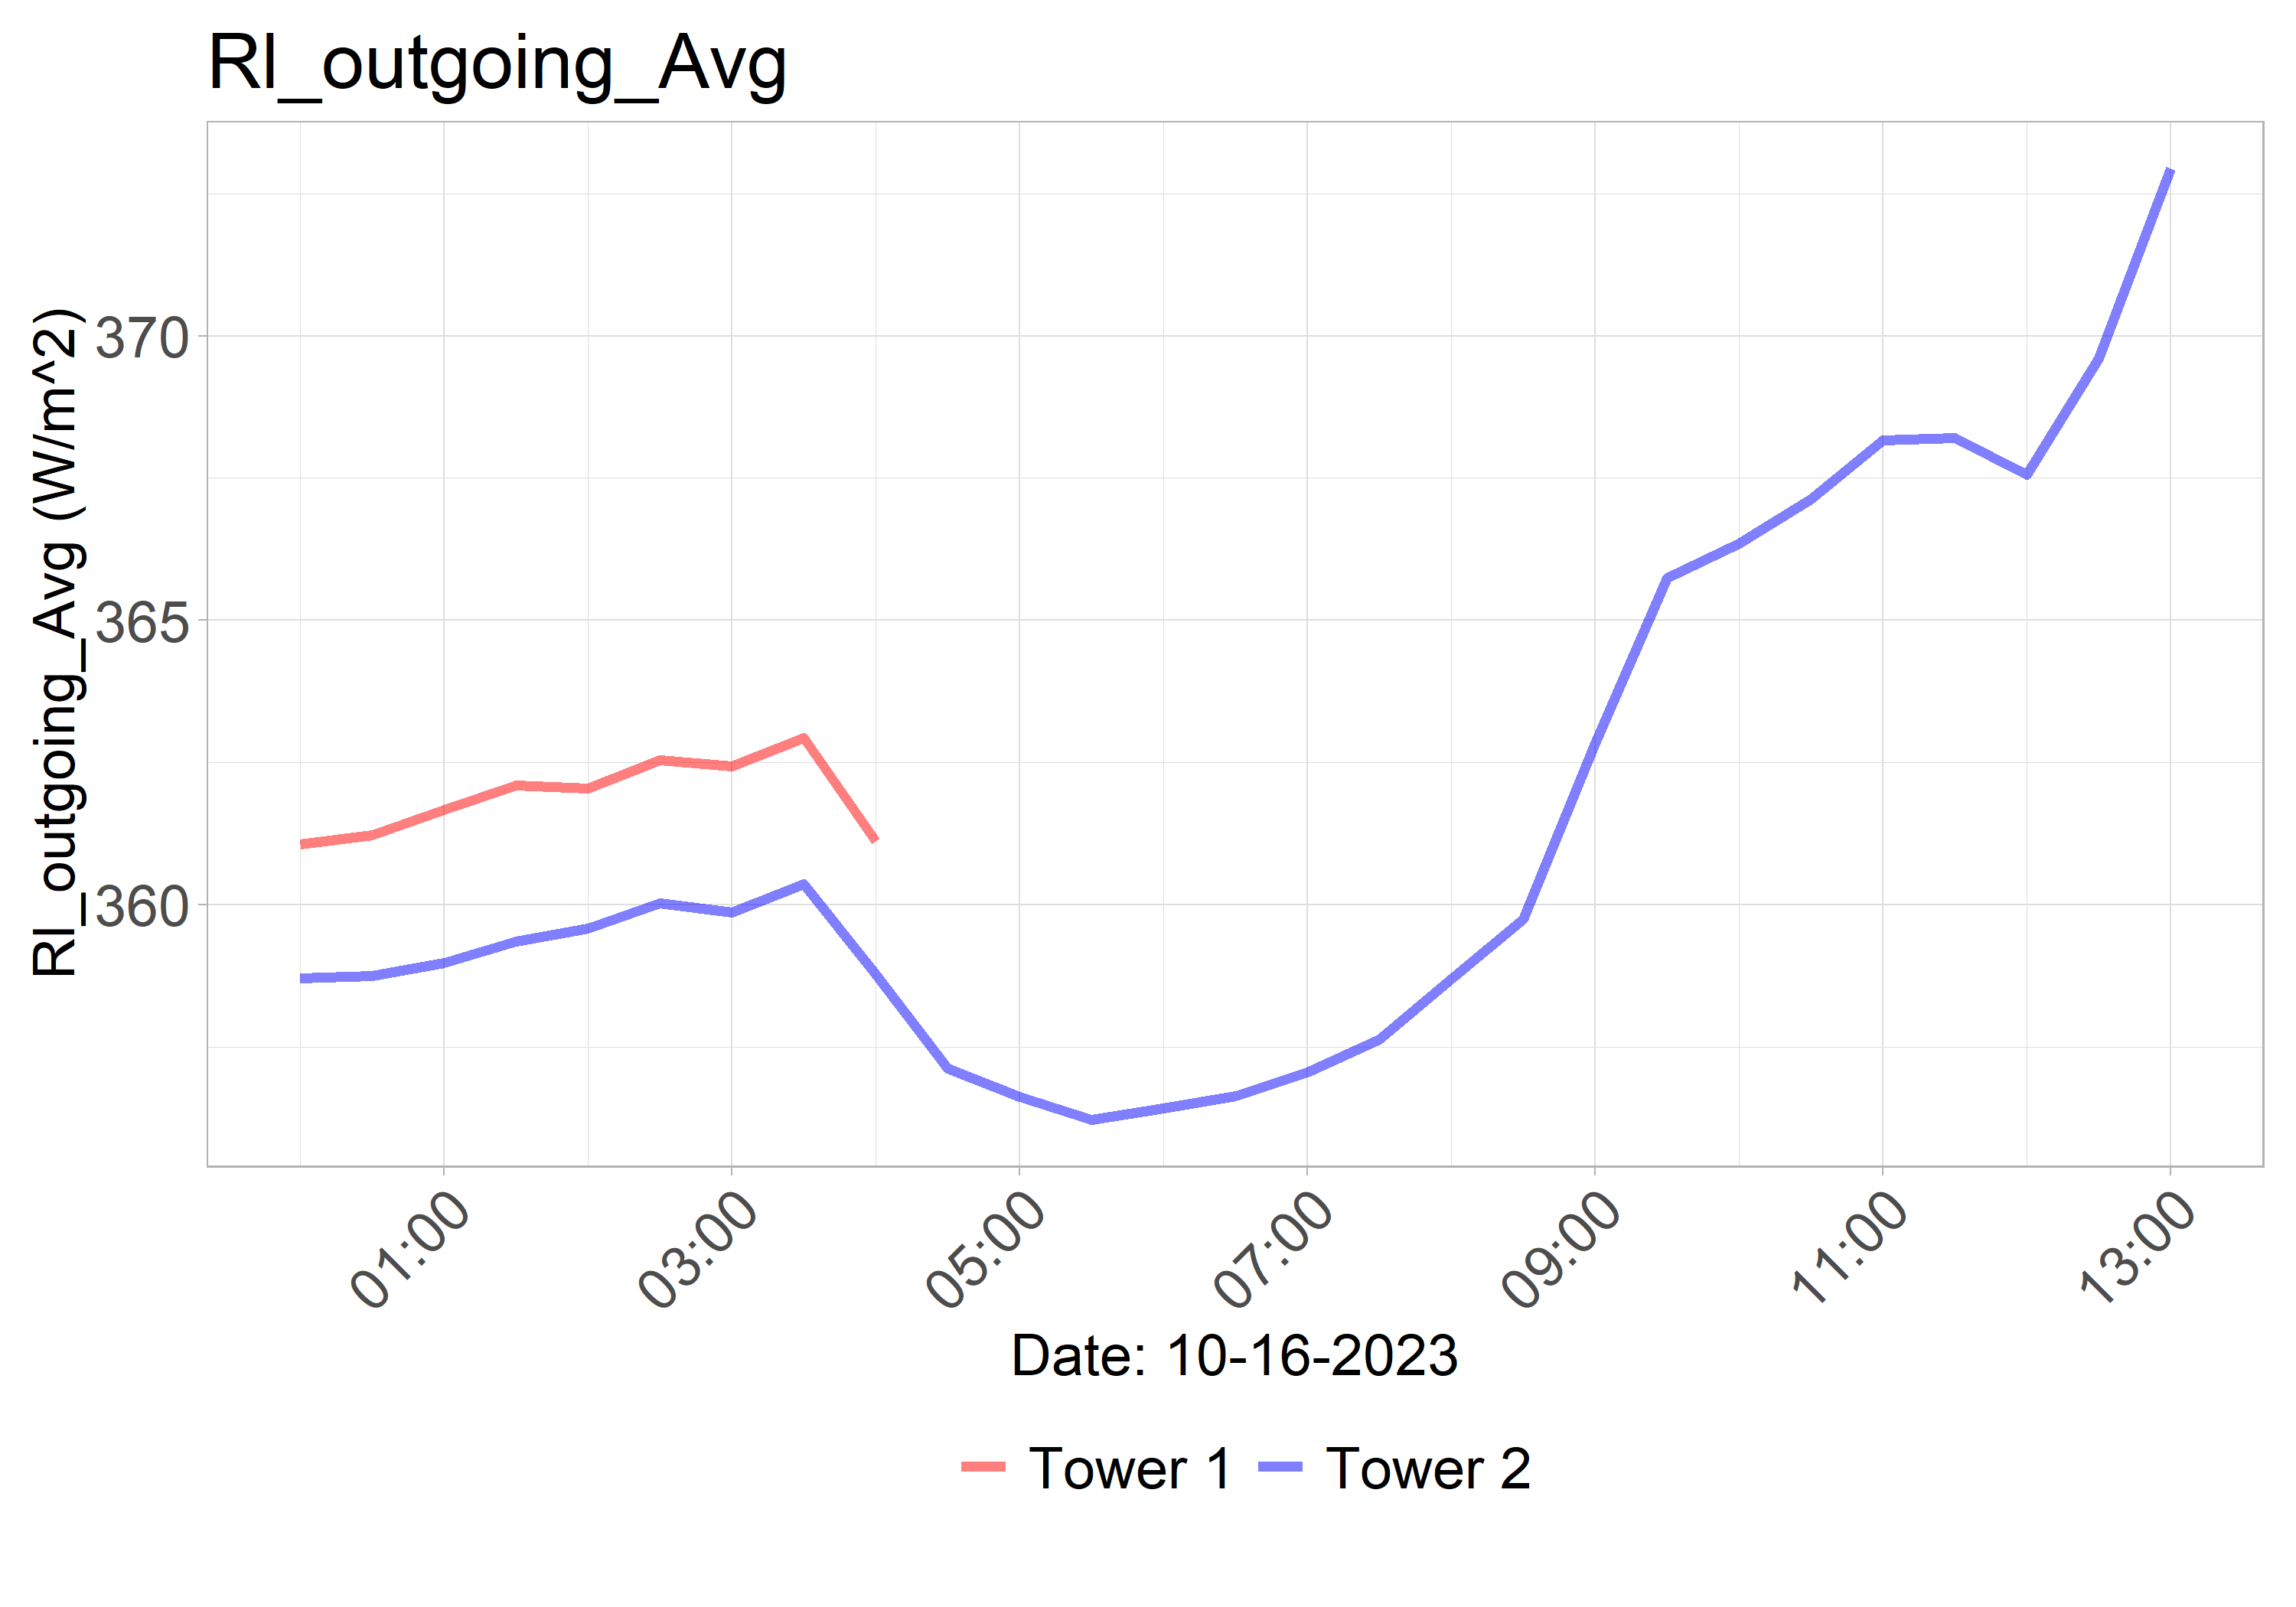 Rl_outgoing_Avg
Rl_outgoing_Avg (W/m^2)
370
365
360
01:00 03:00 05:00 07:00 09:00 11:00 13:00
Date: 10-16-2023
Tower 1 Tower 2